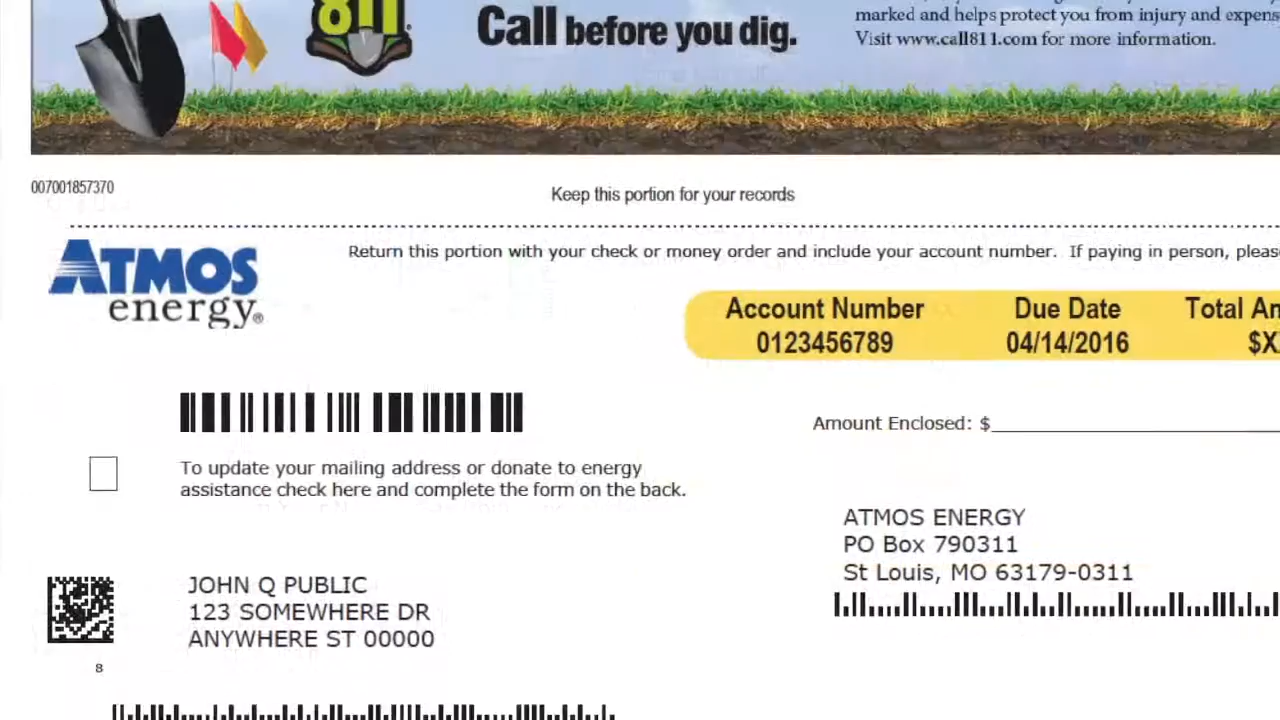 811
Call before you dig.
marked and helps protect you from injury and
Visit www.call811.com for more information.
007001857370
Keep this portion for your records
ATMOS
energy®
Return this portion with your check or money order and include your account number. If paying in person,
Account Number Due Date Total
0123456789 04/14/2016
Amount Enclosed: $
To update your mailing address or donate to energy
assistance check here and complete the form on the back.
ATMOS ENERGY
PO Box 790311
St Louis, MO 63179-0311
JOHN Q PUBLIC
123 SOMEWHERE DR
ANYWHERE ST 00000
8